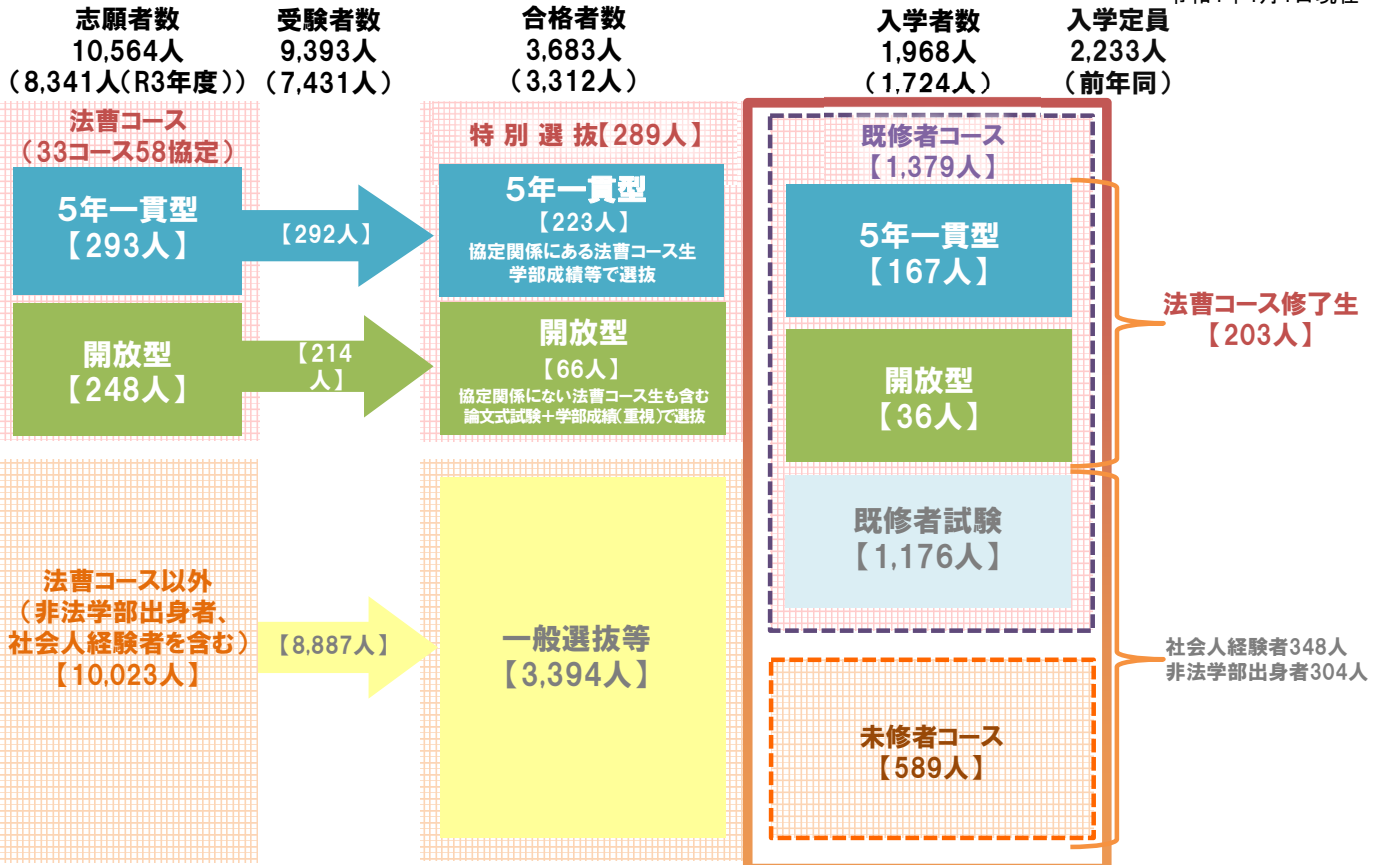 志願者数
10,564人
(8,341人(R3年度))
受験者数
9,393人
(7,431人)
合格者数
3,683人
(3,312人)
入学者数
1,968人
(1,724人)
入学定員
2,233人
(前年同)
法曹コース
(33コース58協定)
5年一貫型
【293人】
開放型
【248人】
【292人】
【214
人】
特別選抜【289人】
5年一貫型
【223人】
協定関係にある法曹コース生
学部成績等で選抜
開放型
【66人】
協定関係にない法曹コース生も含む
論文式試験+学部成績(重視)で選抜
既修者コース
【1,379人】
5年一貫型
【167人】
開放型
【36人】
既修者試験
【1,176人】
法曹コース修了生
【203人】
法曹コース以外
(非法学部出身者、
社会人経験者を含む)
【10,023人】
【8,887人】
一般選抜等
【3,394人】
未修者コース
【589人】
社会人経験者348人
非法学部出身者304人